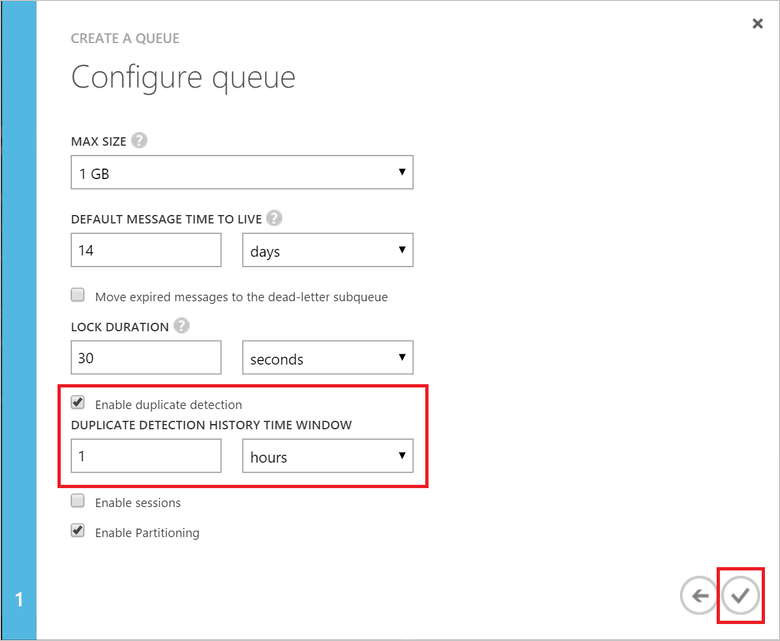 CREATE A QUEUE
Configure queue
MAX SIZE ?
1 GB
DEFAULT MESSAGE TIME TO LIVE ?
14 days
Move expired messages to the dead-letter subqueue
LOCK DURATION ?
30 seconds
Enable duplicate detection
DUPLICATE DETECTION HISTORY TIME WINDOW
1 hours
Enable sessions
Enable Partitioning
1